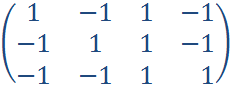 1 −1 1 −1
−1 1 1 −1
−1 −1 1 1